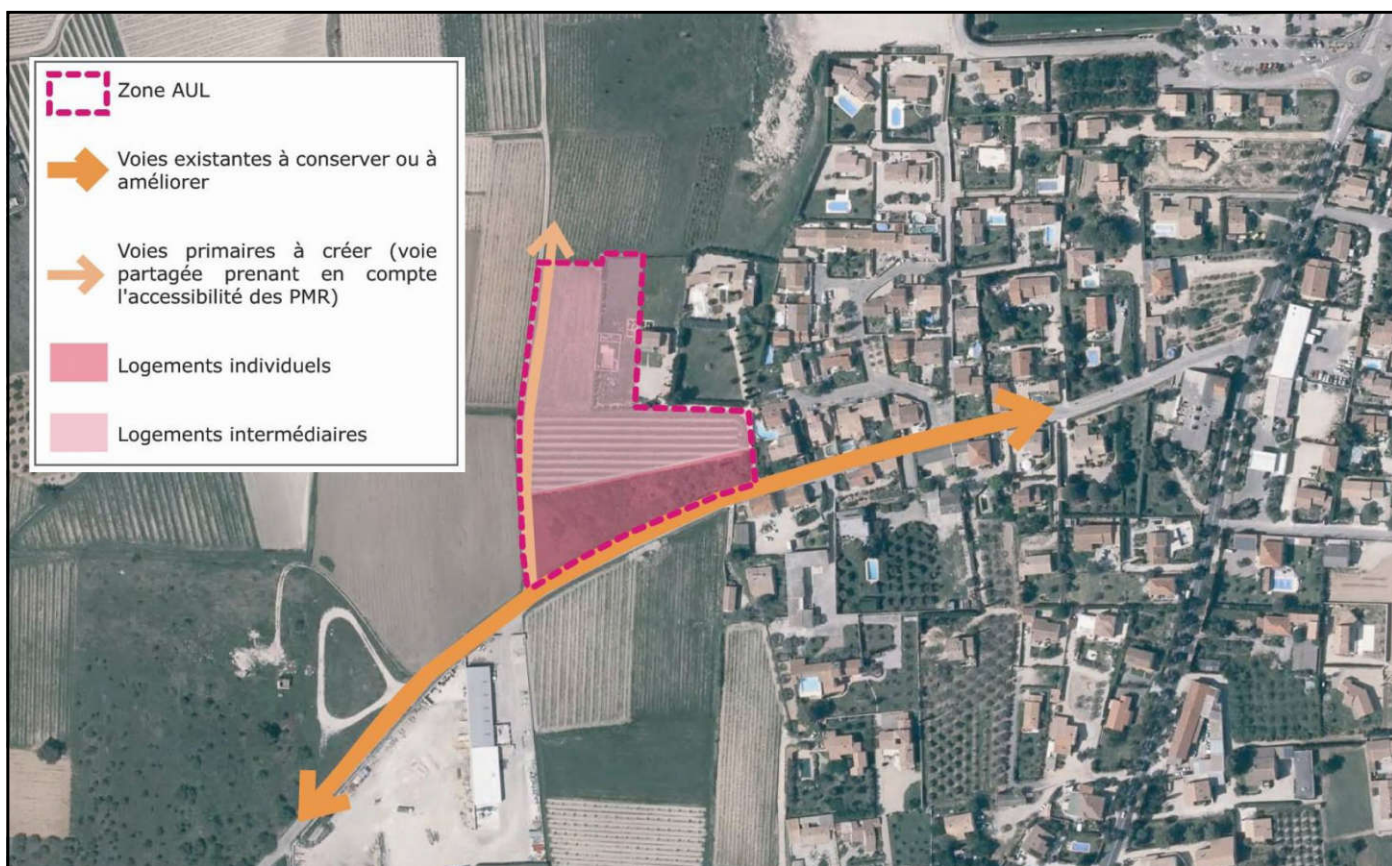 Zone AUL
Voies existantes à conserver ou à
améliorer
Voies primaires à créer (voie
partagée prenant en compte
l'accessibilité des PMR)
Logements individuels
Logements intermédiaires